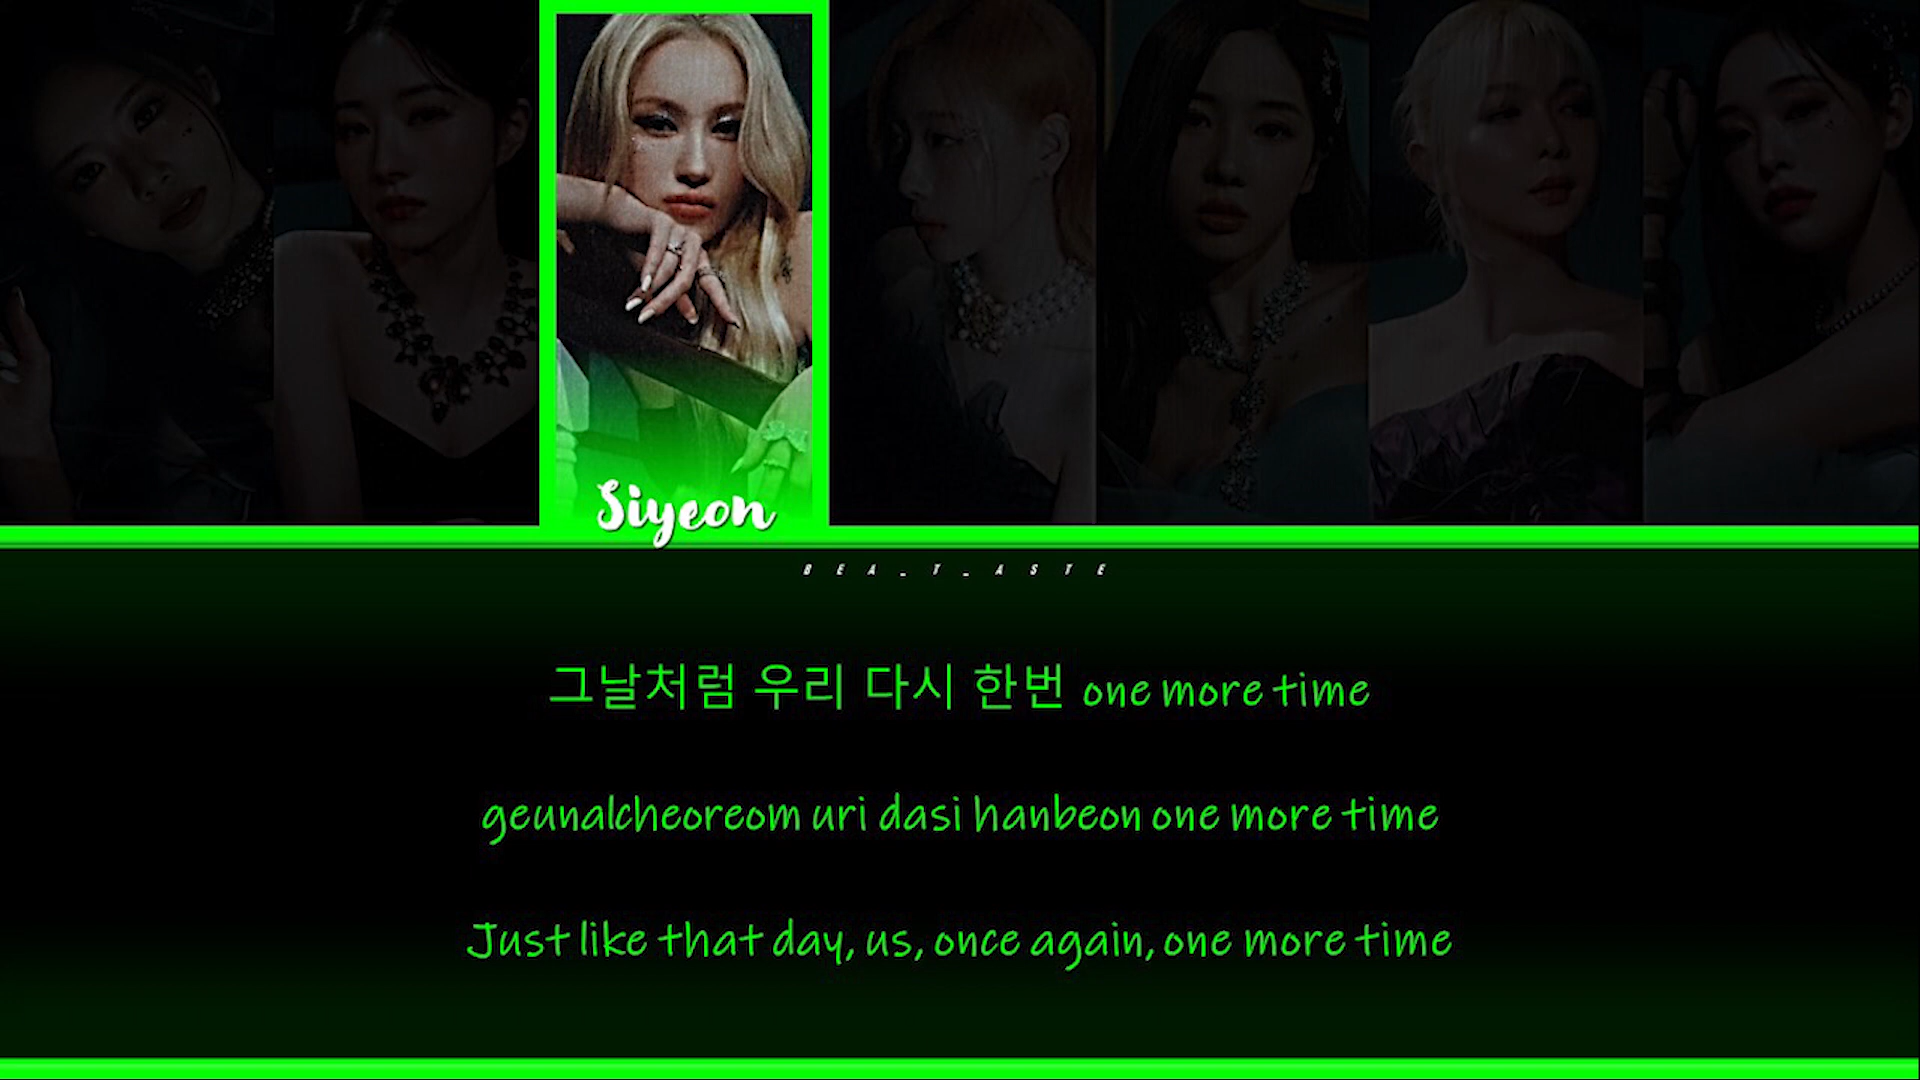 Siyeon
BEA_T_ASTE
그날처럼 우리 다시 한번 one more time
geunalcheoreom uri dasi hanbeon one more time
Just like that day, us, once again, one more time